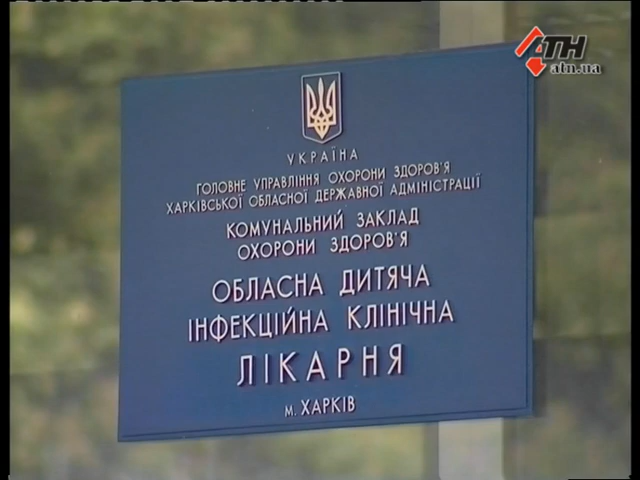 АТН
atn.ua
УКРАЇНА
ГОЛОВНЕ УПРАВЛІННЯ ОХОРОНИ ЗДОРОВ'Я
ХАРКІВСЬКОЇ ОБЛАСНОЇ ДЕРЖАВНОЇ АДМІНІСТРАЦІЇ
КОМУНАЛЬНИЙ ЗАКЛАД
ОХОРОНИ ЗДОРОВ'Я
ОБЛАСНА ДИТЯЧА
ІНФЕКЦІЙНА КЛІНІЧНА
ЛІКАРНЯ
м. ХАРКІВ